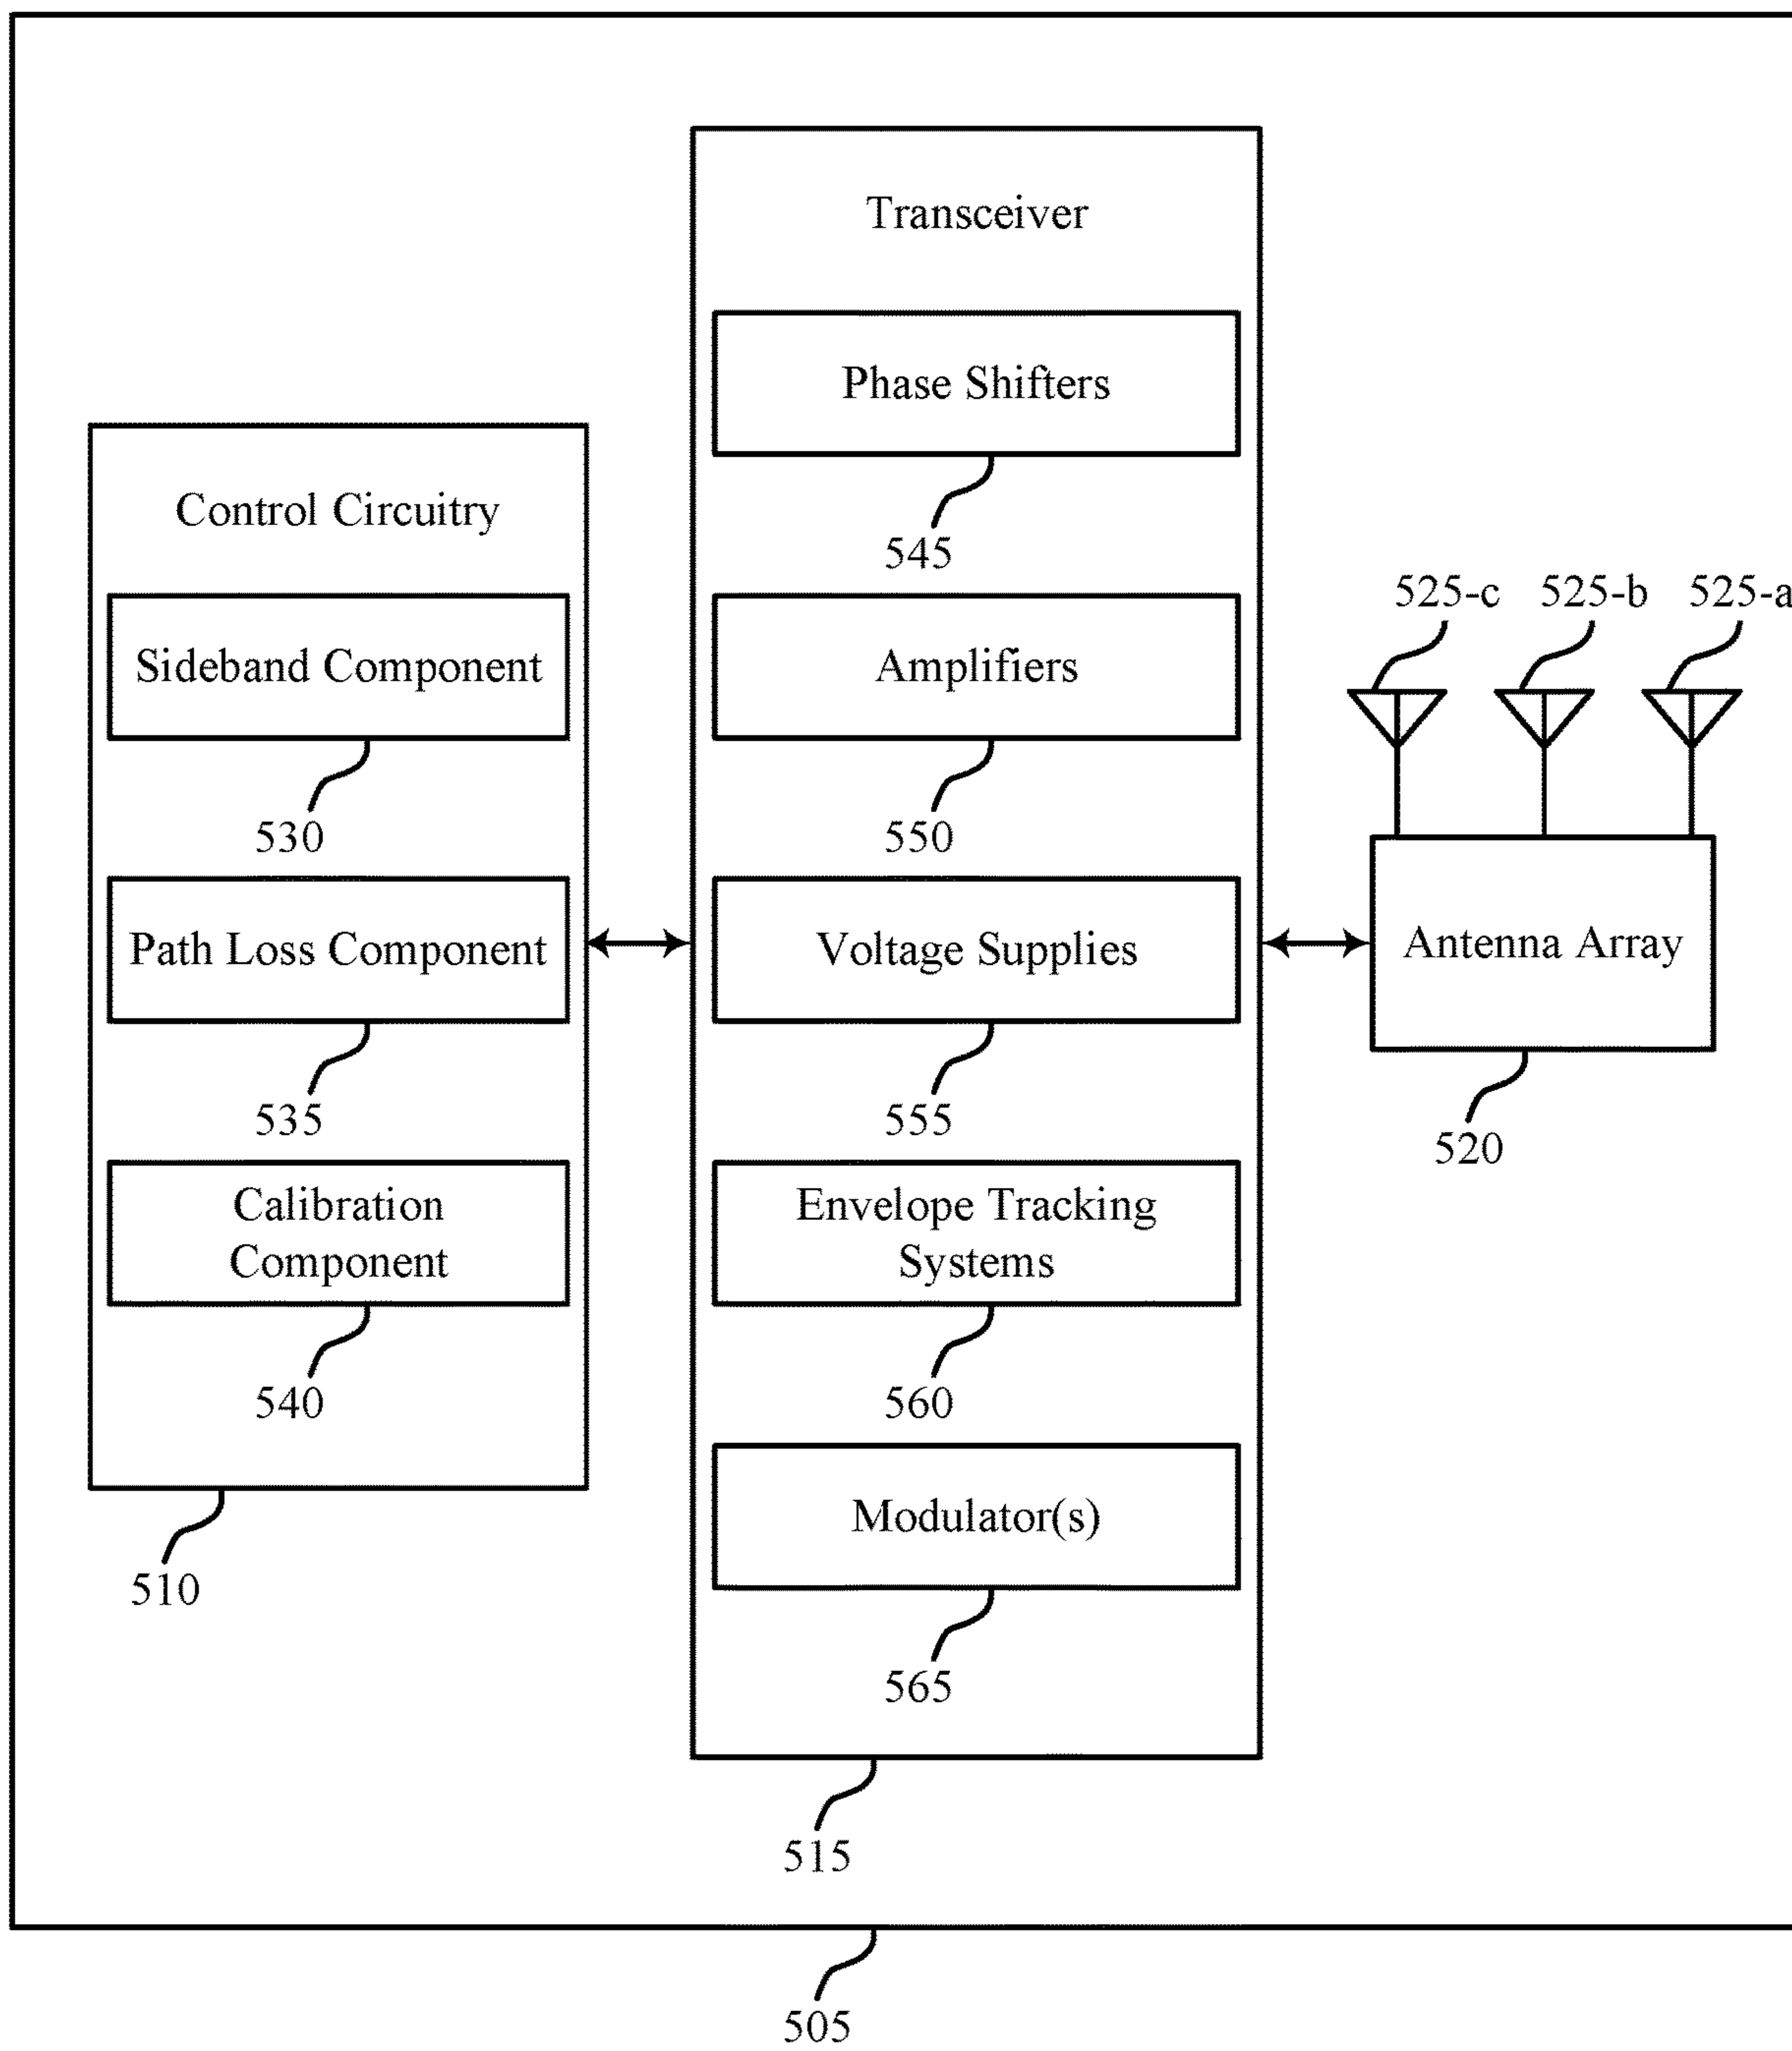 Transceiver
Phase Shifters
545
Control Circuitry
Sideband Component
530
Path Loss Component
535
Calibration
Component
540
510
Amplifiers
550
Voltage Supplies
555
Envelope Tracking
Systems
560
Modulator(s)
565
515
525-c 525-b 525-a
Antenna Array
520
505